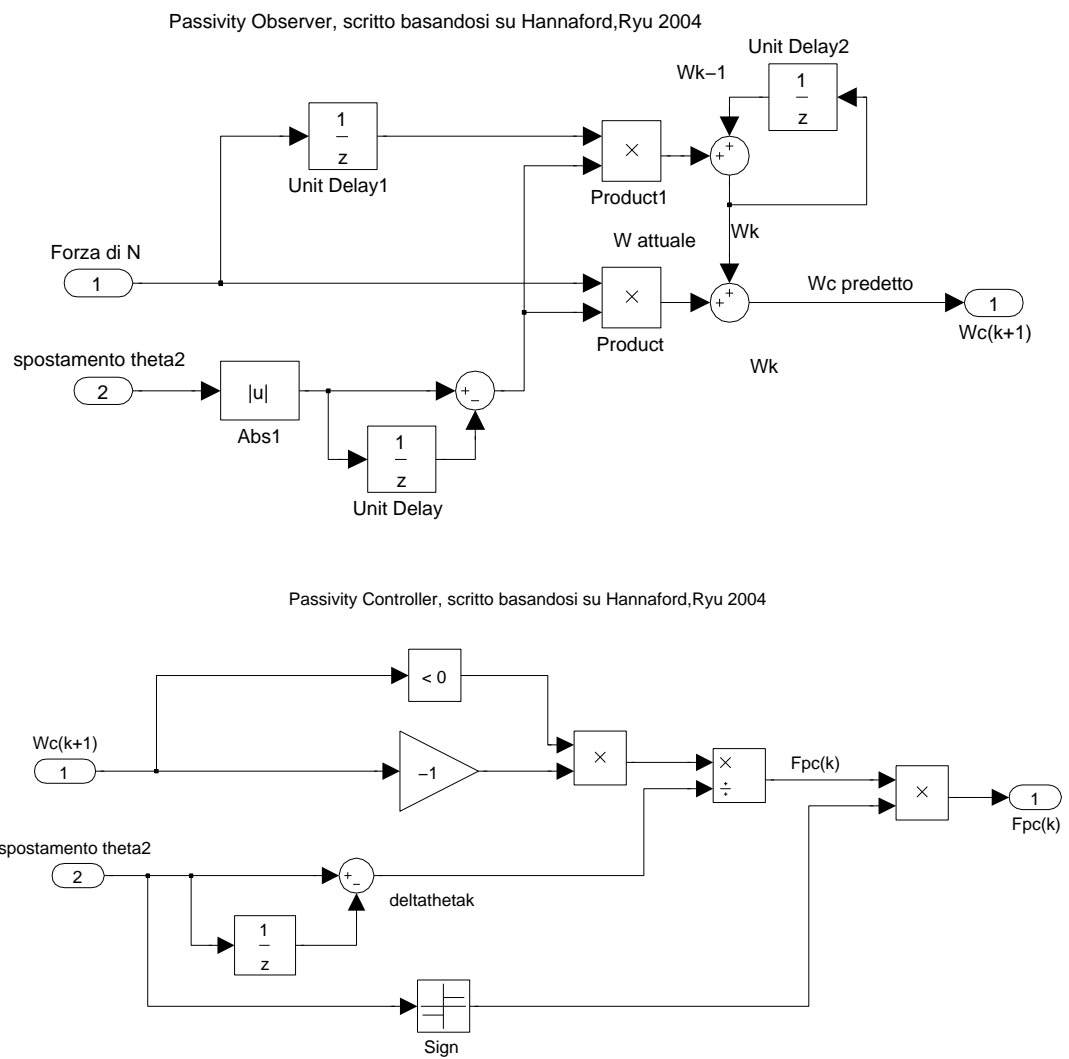 Passivity Observer, scritto basandosi su Hannaford,Ryu 2004
Unit Delay2
Wk−1
1
z
1
z
Unit Delay1
×
+
+
Product1
Forza di N
1
W attuale
Wk
×
+
+
Product
Wc predetto
1
Wc(k+1)
Wk
spostamento theta2
2
|u|
Abs1
+
−
1
z
Unit Delay
Passivity Controller, scritto basandosi su Hannaford,Ryu 2004
< 0
Wc(k+1)
1
−1
×
×
÷
Fpc(k)
×
1
Fpc(k)
spostamento theta2
2
+
−
deltathetak
1
z
Sign